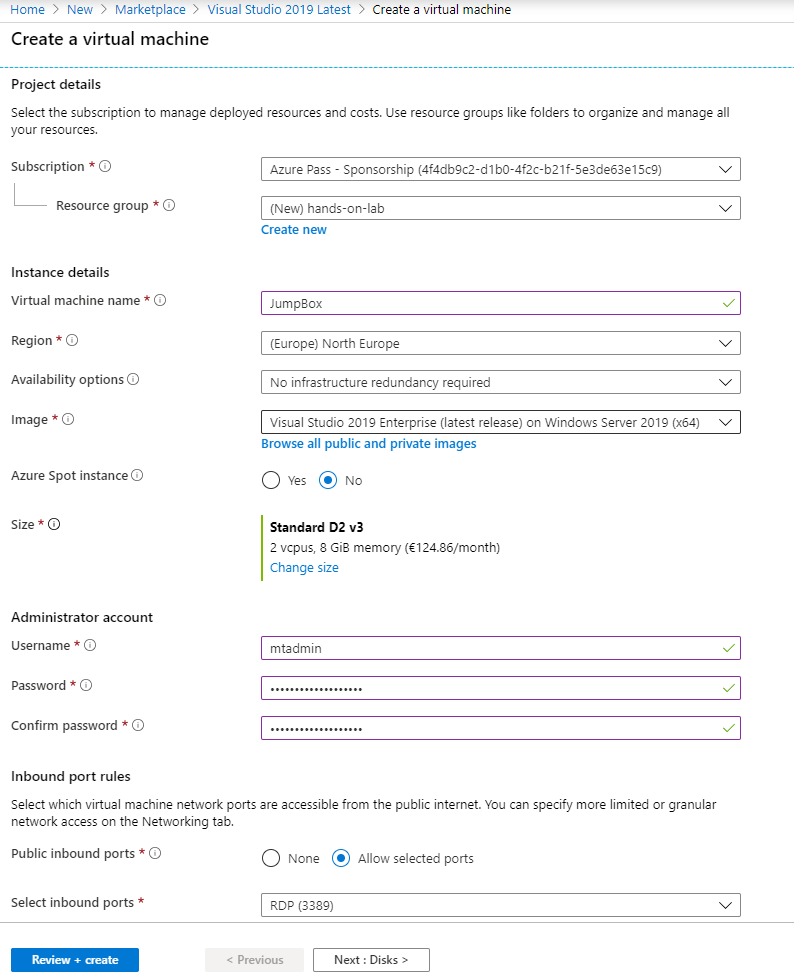 Home > New > Marketplace > Visual Studio 2019 Latest > Create a virtual machine
Create a virtual machine
Project details
Select the subscription to manage deployed resources and costs. Use resource groups like folders to organize and manage all
your resources.
Subscription *
Azure Pass - Sponsorship (4f4db9c2-d1b0-4f2c-b21f-5e3de63e15c9)
Resource group *
(New) hands-on-lab
Create new
Instance details
Virtual machine name *
JumpBox
Region *
(Europe) North Europe
Availability options
No infrastructure redundancy required
Image *
Visual Studio 2019 Enterprise (latest release) on Windows Server 2019 (x64)
Browse all public and private images
Azure Spot instance
Yes No
Size *
Standard D2 v3
2 vcpus, 8 GiB memory (€124.86/month)
Change size
Administrator account
Username *
mtadmin
Password *
•••••••••••••••••••
Confirm password *
•••••••••••••••••••
Inbound port rules
Select which virtual machine network ports are accessible from the public internet. You can specify more limited or granular
network access on the Networking tab.
Public inbound ports *
None Allow selected ports
Select inbound ports *
RDP (3389)
Review + create < Previous Next : Disks >